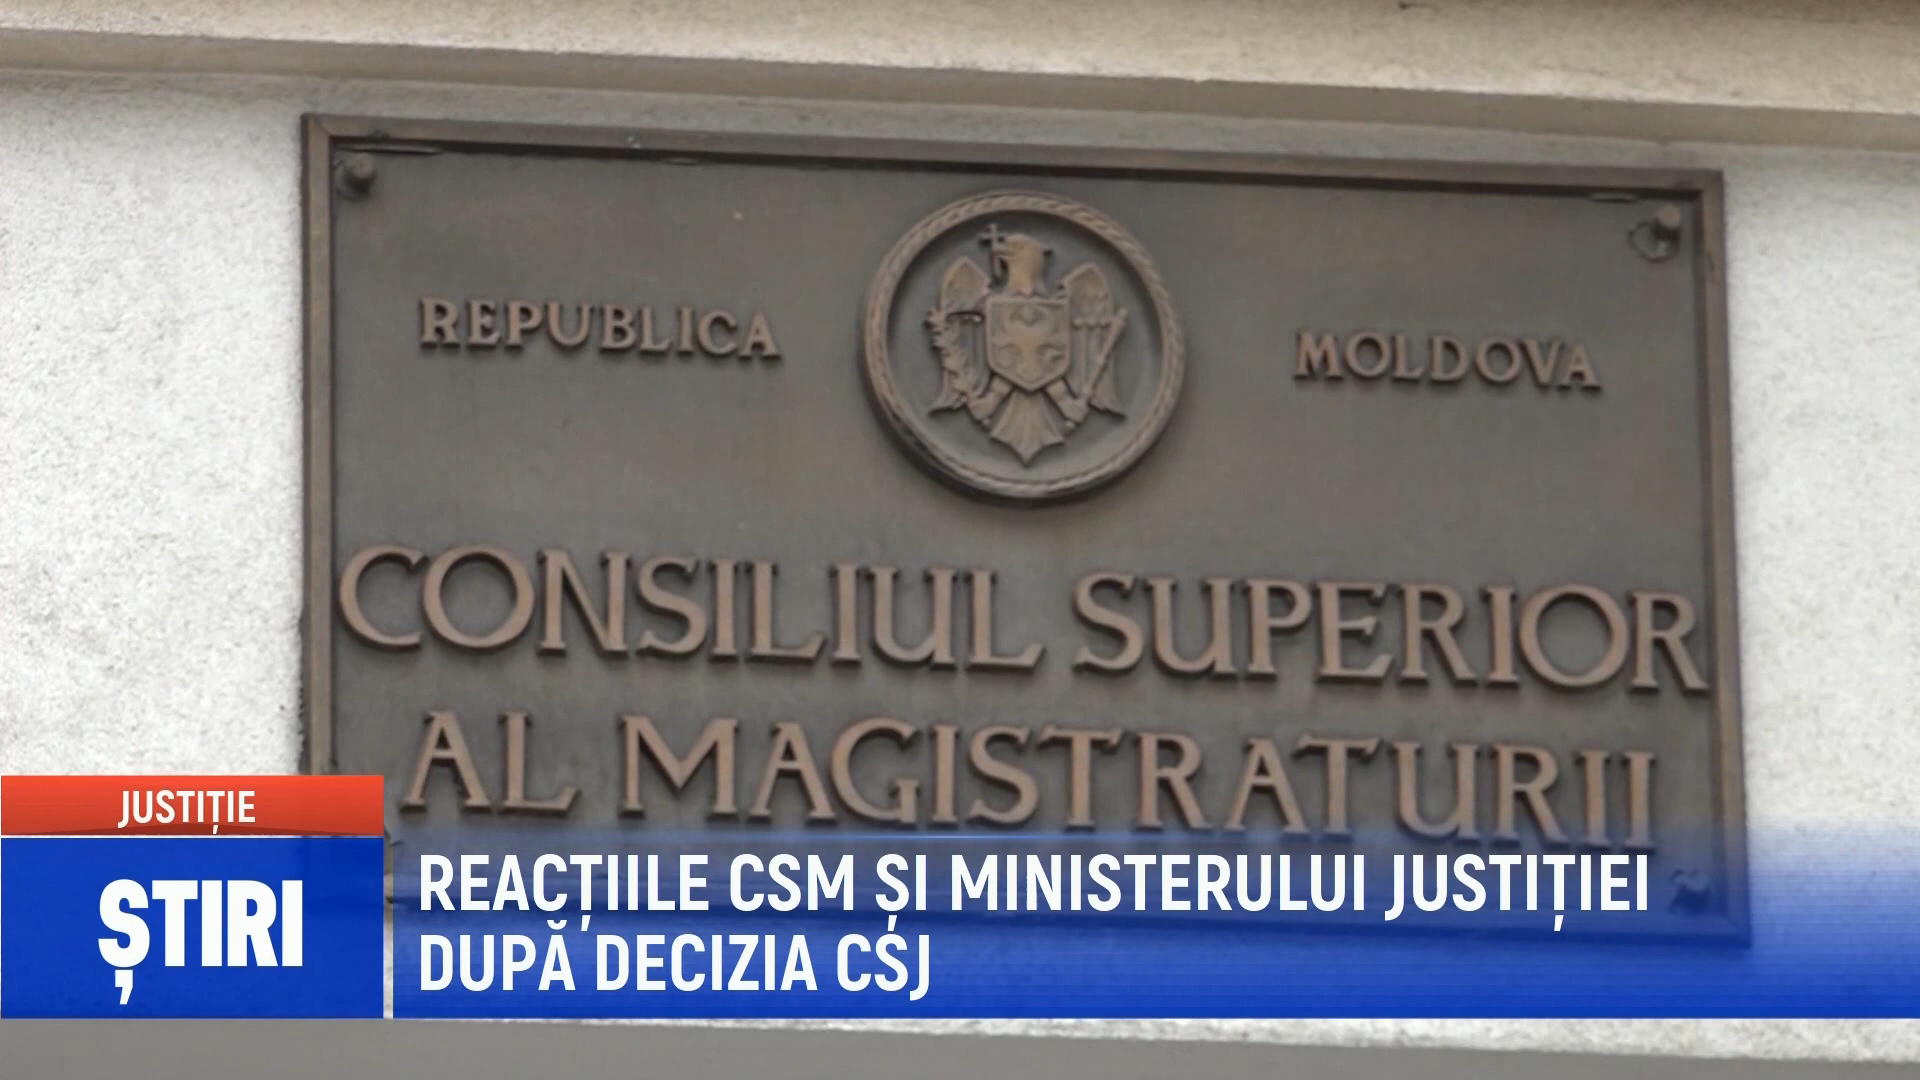 REPUBLICA MOLDOVA
CONSILIUL SUPERIOR
AL MAGISTRATURII
JUSTIȚIE
ȘTIRI
REACȚIILE CSM ȘI MINISTERULUI JUSTIȚIEI
DUPĂ DECIZIA CSJ